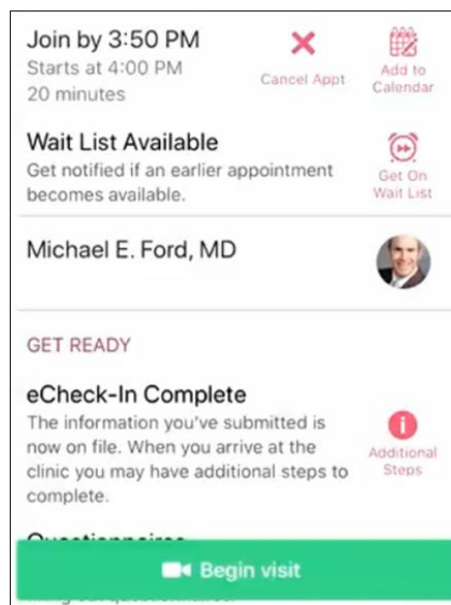 Join by 3:50 PM
Starts at 4:00 PM
20 minutes
Cancel Appt
Add to
Calendar
Wait List Available
Get notified if an earlier appointment
becomes available.
Get On
Wait List
Michael E. Ford, MD
GET READY
eCheck-In Complete
The information you've submitted is
now on file. When you arrive at the
clinic you may have additional steps to
complete.
Additional
Steps
Begin visit